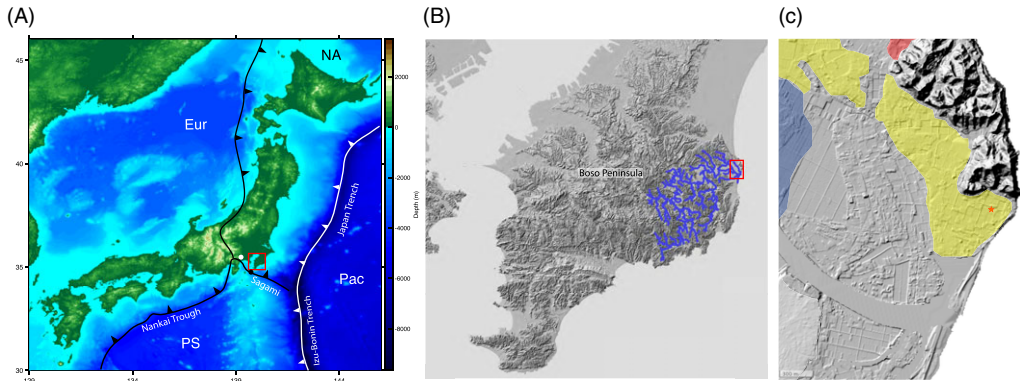 (A)
(B)
(c)
NA
Eur
Pac
PS
Japan Trench
Sagami
Nankai Trough
Izu-Bonin Trench
45
40
35
30
134
139
144
2000
0
-2000
-4000
-6000
-8000
Depth (m)
Boso Peninsula